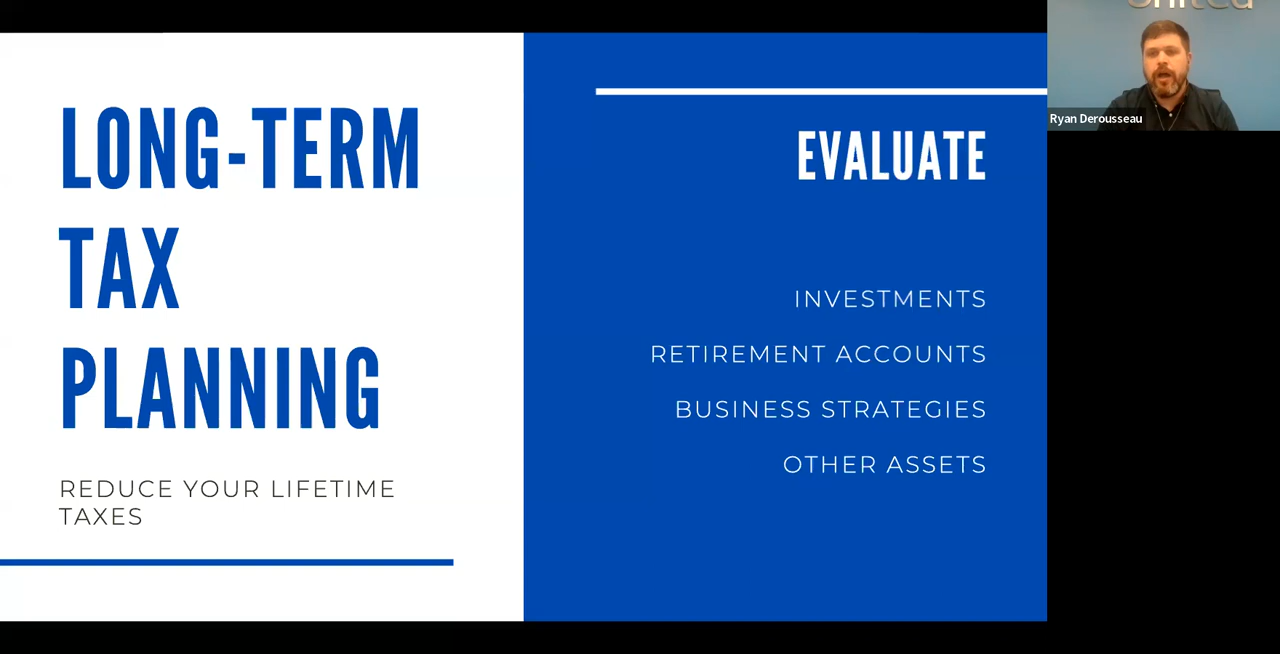 LONG-TERM
TAX
PLANNING
REDUCE YOUR LIFETIME
TAXES
EVALUATE
INVESTMENTS
RETIREMENT ACCOUNTS
BUSINESS STRATEGIES
OTHER ASSETS
Ryan Derousseau